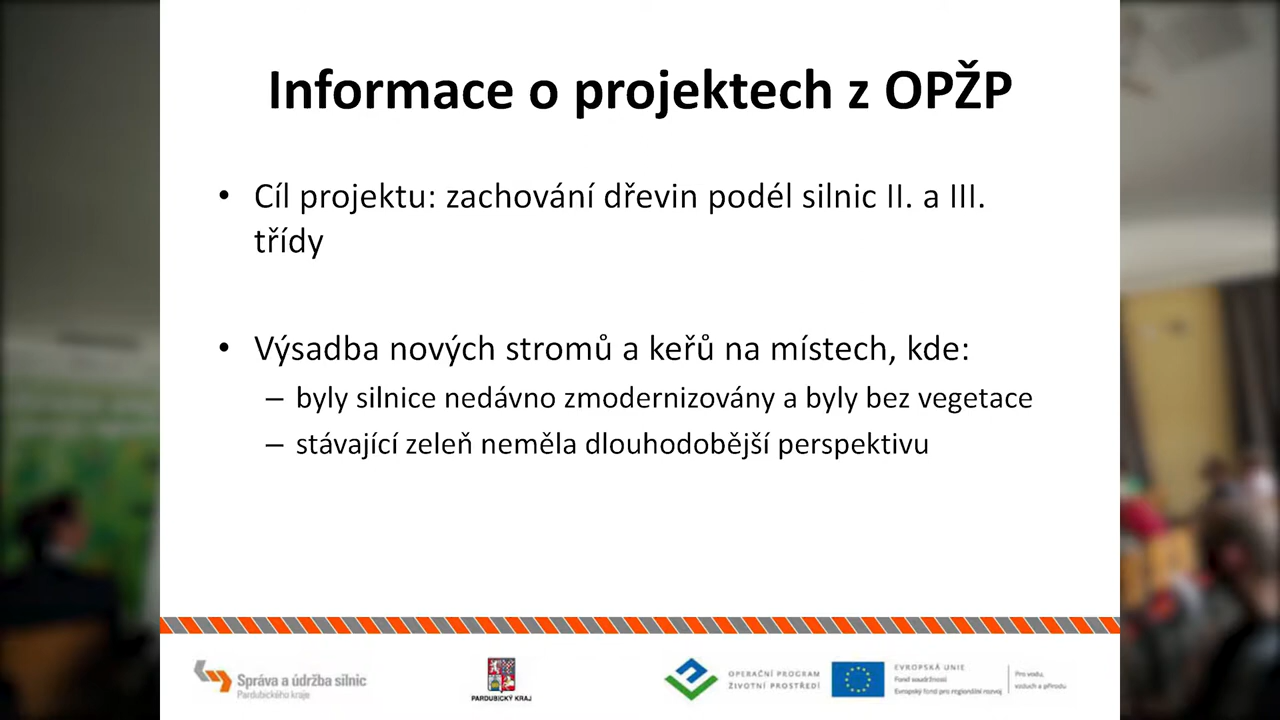 Informace o projektech z OPŽP
• Cíl projektu: zachování dřevin podél silnic II. a III.
třídy
• Výsadba nových stromů a keřů na místech, kde:
– byly silnice nedávno zmodernizovány a byly bez vegetace
– stávající zeleň neměla dlouhodobější perspektivu
Správa a údržba silnic
Pardubického kraje
PARDUBICKÝ KRAJ
OPERAČNÍ PROGRAM
ŽIVOTNÍ PROSTŘEDÍ
EVROPSKÁ UNIE
Fond soudržnosti
Evropský fond pro regionální rozvoj
Pro vodu,
vzduch a přírodu